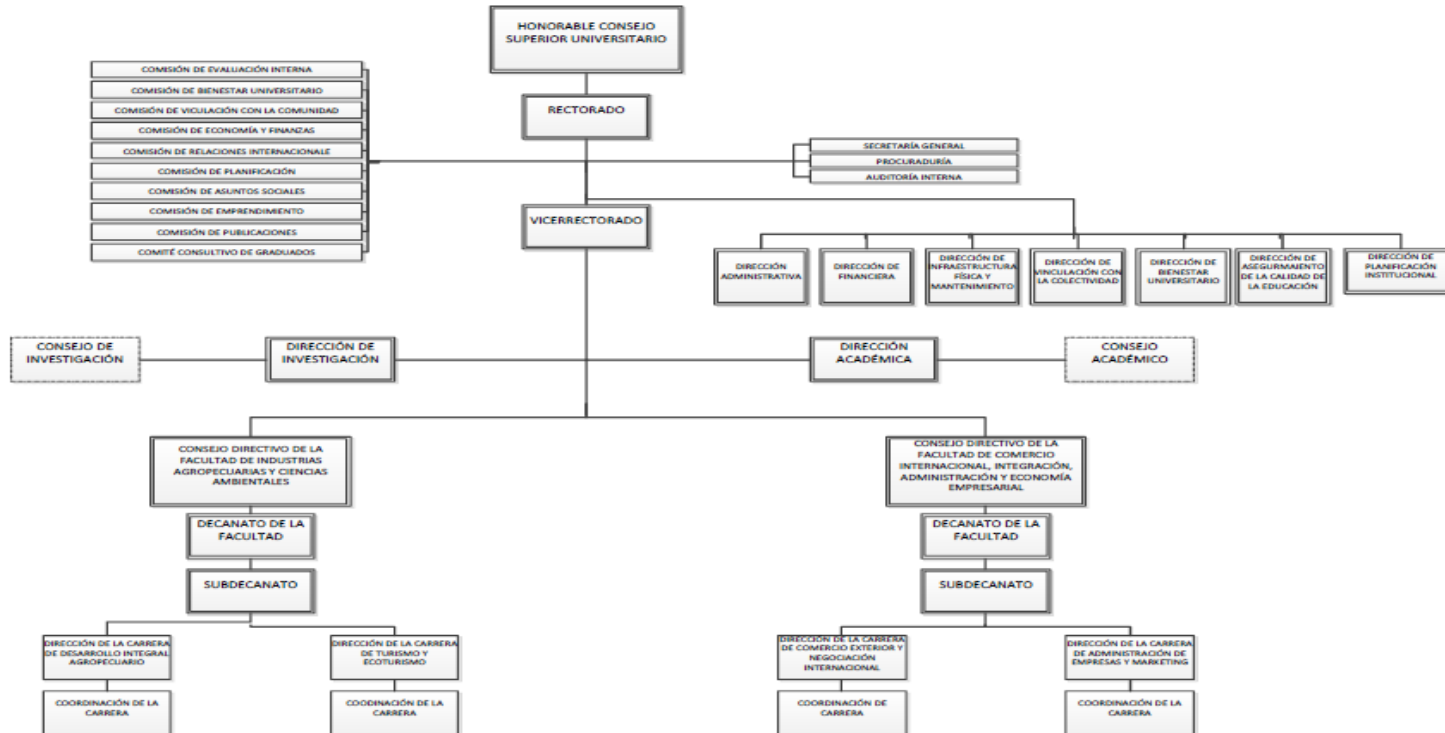 HONORABLE CONSEJO
SUPERIOR UNIVERSITARIO
RECTORADO
COMISIÓN DE EVALUACIÓN INTERNA
COMISIÓN DE BIENESTAR UNIVERSITARIO
COMISIÓN DE VICULACIÓN CON LA COMUNIDAD
COMISIÓN DE ECONOMÍA Y FINANZAS
COMISIÓN DE RELACIONES INTERNACIONALE
COMISIÓN DE PLANIFICACIÓN
COMISIÓN DE ASUNTOS SOCIALES
COMISIÓN DE EMPRENDIMIENTO
COMISIÓN DE PUBLICACIONES
COMITÉ CONSULTIVO DE GRADUADOS
SECRETARÍA GENERAL
PROCURADURÍA
AUDITORÍA INTERNA
VICERRECTORADO
DIRECCIÓN
ADMINISTRATIVA
DIRECCIÓN DE
FINANCIERA
DIRECCIÓN DE
INFRAESTRUCTURA
FÍSICA Y
MANTENIMIENTO
DIRECCIÓN DE
VINCULACIÓN CON
LA COLECTIVIDAD
DIRECCIÓN DE
BIENESTAR
UNIVERSITARIO
DIRECCIÓN DE
ASEGURMAIENTO
DE LA CALIDAD DE
LA EDUCACIÓN
DIRECCIÓN DE
PLANIFICACIÓN
INSTITUCIONAL
CONSEJO DE
INVESTIGACIÓN
DIRECCIÓN DE
INVESTIGACIÓN
DIRECCIÓN
ACADÉMICA
CONSEJO
ACADÉMICO
CONSEJO DIRECTIVO DE LA
FACULTAD DE INDUSTRIAS
AGROPECUARIAS Y CIENCIAS
AMBIENTALES
CONSEJO DIRECTIVO DE LA
FACULTAD DE COMERCIO
INTERNACIONAL, INTEGRACIÓN,
ADMINISTRACIÓN Y ECONOMÍA
EMPRESARIAL
DECANATO DE LA
FACULTAD
DECANATO DE LA
FACULTAD
SUBDECANATO
SUBDECANATO
DIRECCIÓN DE LA CARRERA
DE DESARROLLO INTEGRAL
AGROPECUARIO
DIRECCIÓN DE LA CARRERA
DE TURISMO Y
ECOTURISMO
DIRECCIÓN DE LA CARRERA
DE COMERCIO EXTERIOR Y
NEGOCIACIÓN
INTERNACIONAL
DIRECCIÓN DE LA CARRERA
DE ADMINISTRACIÓN DE
EMPRESAS Y MARKETING
COORDINACIÓN DE LA
CARRERA
COODINACIÓN DE LA
CARRERA
COORDINACIÓN DE
CARRERA
COORDINACIÓN DE LA
CARRERA